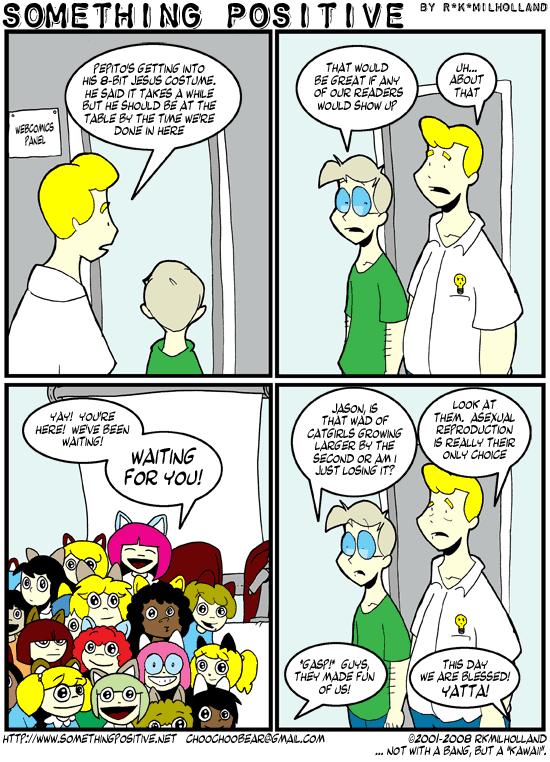 SOMETHING POSITIVE BY R*K*MILHOLLAND
PEPITO'S GETTING INTO
HIS 8-BIT JESUS COSTUME.
HE SAID IT TAKES A WHILE
BUT HE SHOULD BE AT THE
TABLE BY THE TIME WE'RE
DONE IN HERE
WEBCOMICS
PANEL
THAT WOULD
BE GREAT IF ANY
OF OUR READERS
WOULD SHOW UP
UH...
ABOUT
THAT
YAY! YOU'RE
HERE! WE'VE BEEN
WAITING!
WAITING
FOR YOU!
JASON, IS
THAT WAD OF
CATGIRLS GROWING
LARGER BY THE
SECOND OR AM I
JUST LOSING IT?
LOOK AT
THEM. ASEXUAL
REPRODUCTION
IS REALLY THEIR
ONLY CHOICE
*GASP!* GUYS,
THEY MADE FUN
OF US!
THIS DAY
WE ARE BLESSED!
YATTA!
HTTP://WWW.SOMETHINGPOSITIVE.NET CHOOCHOOBEAR@GMAIL.COM
©2001-2008 RKMILHOLLAND
... NOT WITH A BANG, BUT A "KAWAII".